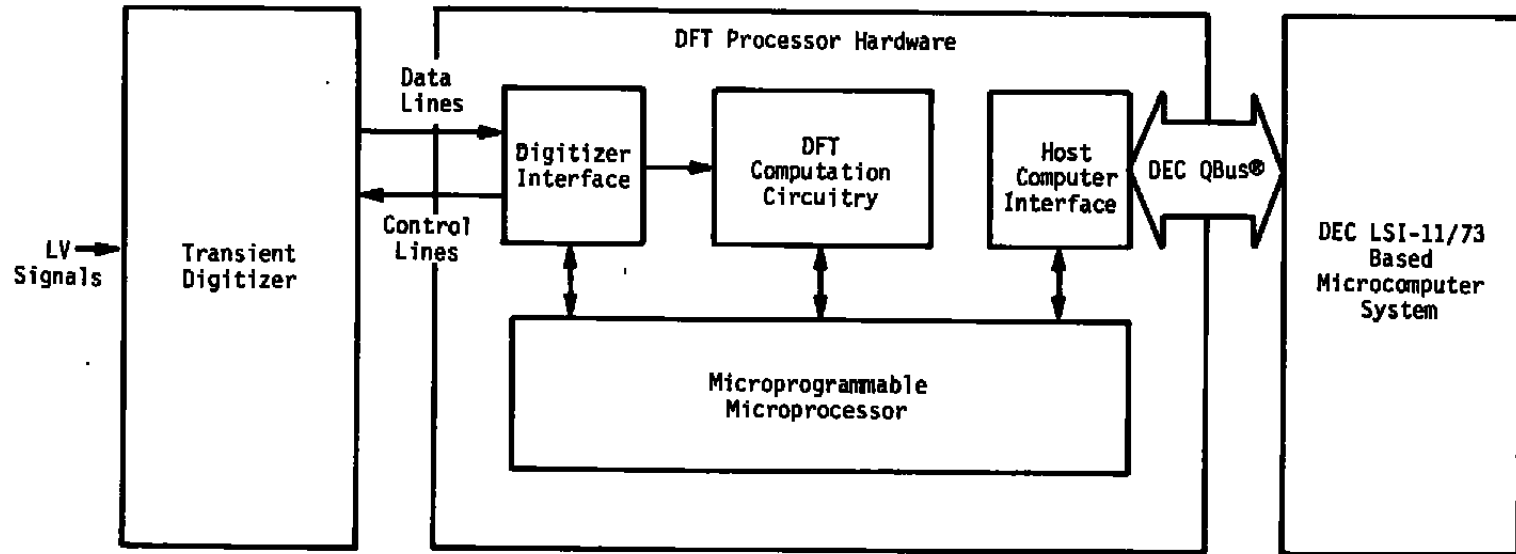 DFT Processor Hardware
Data
Lines
Control
Lines
LV
Signals
Transient
Digitizer
Digitizer
Interface
DFT
Computation
Circuitry
Host
Computer
Interface
DEC QBus®
DEC LSI-11/73
Based
Microcomputer
System
Microprogrammable
Microprocessor